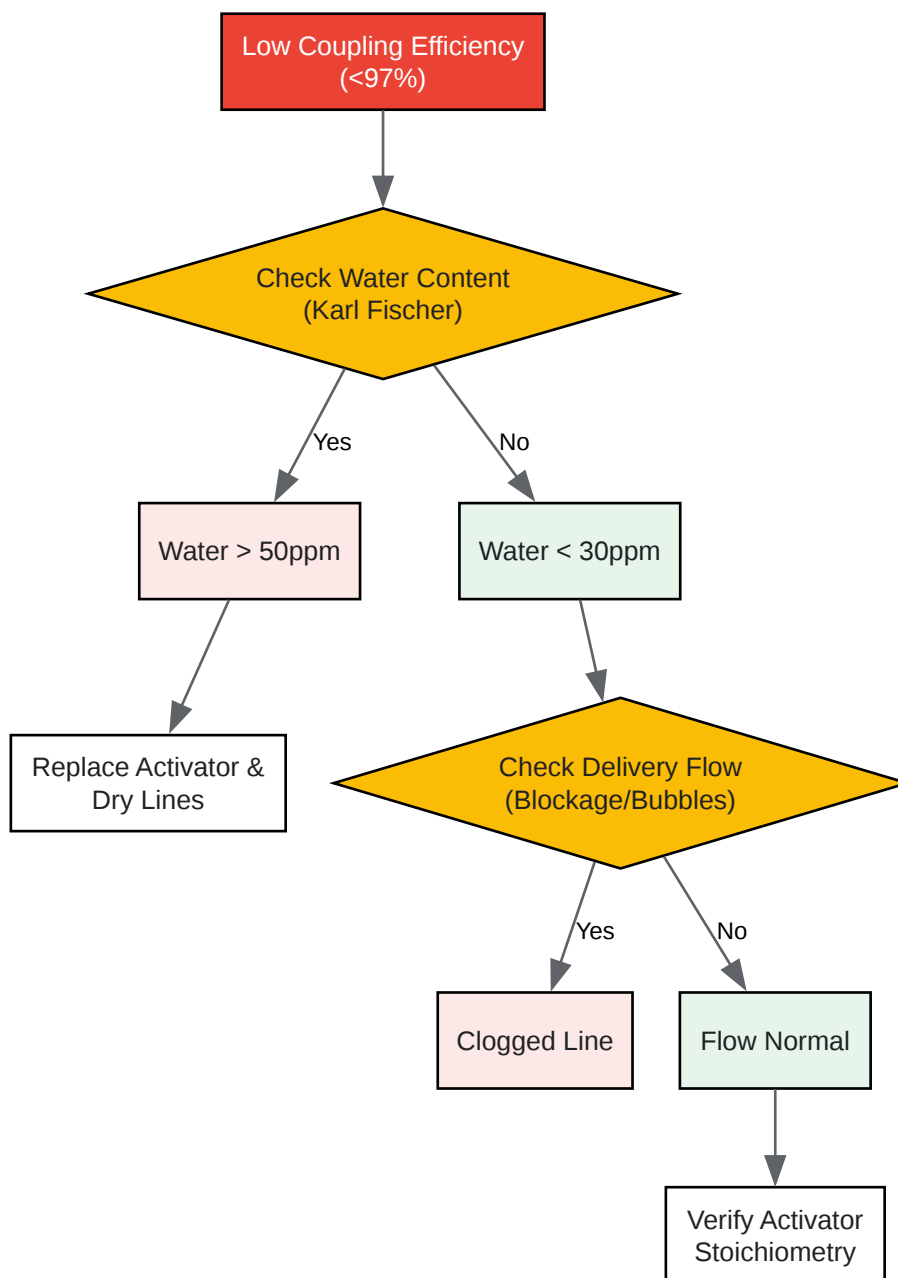 Low Coupling Efficiency
(<97%)
Check Water Content
(Karl Fischer)
Yes
No
Water > 50ppm
Water < 30ppm
Replace Activator &
Dry Lines
Check Delivery Flow
(Blockage/Bubbles)
Yes
No
Clogged Line
Flow Normal
Verify Activator
Stoichiometry